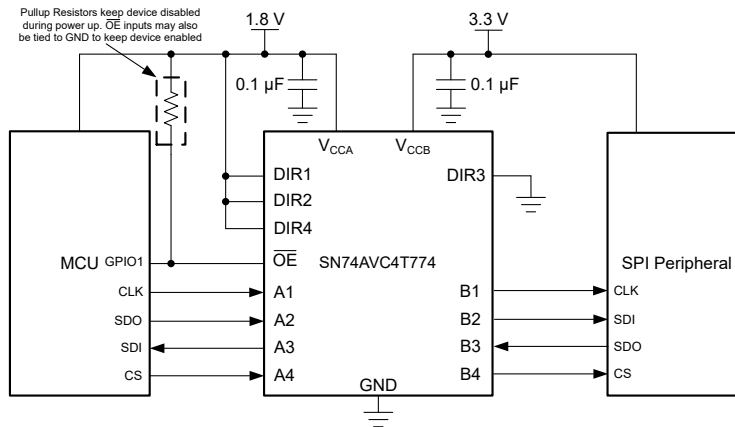 Pullup Resistors keep device disabled
during power up. OE inputs may also
be tied to GND to keep device enabled
1.8 V
3.3 V
0.1 µF
0.1 µF
VCCA
VCCB
DIR1
DIR3
DIR2
DIR4
MCU
GPIO1
OE
SN74AVC4T774
SPI Peripheral
CLK
A1
B1
CLK
SDO
A2
B2
SDI
SDI
A3
B3
SDO
CS
A4
B4
CS
GND